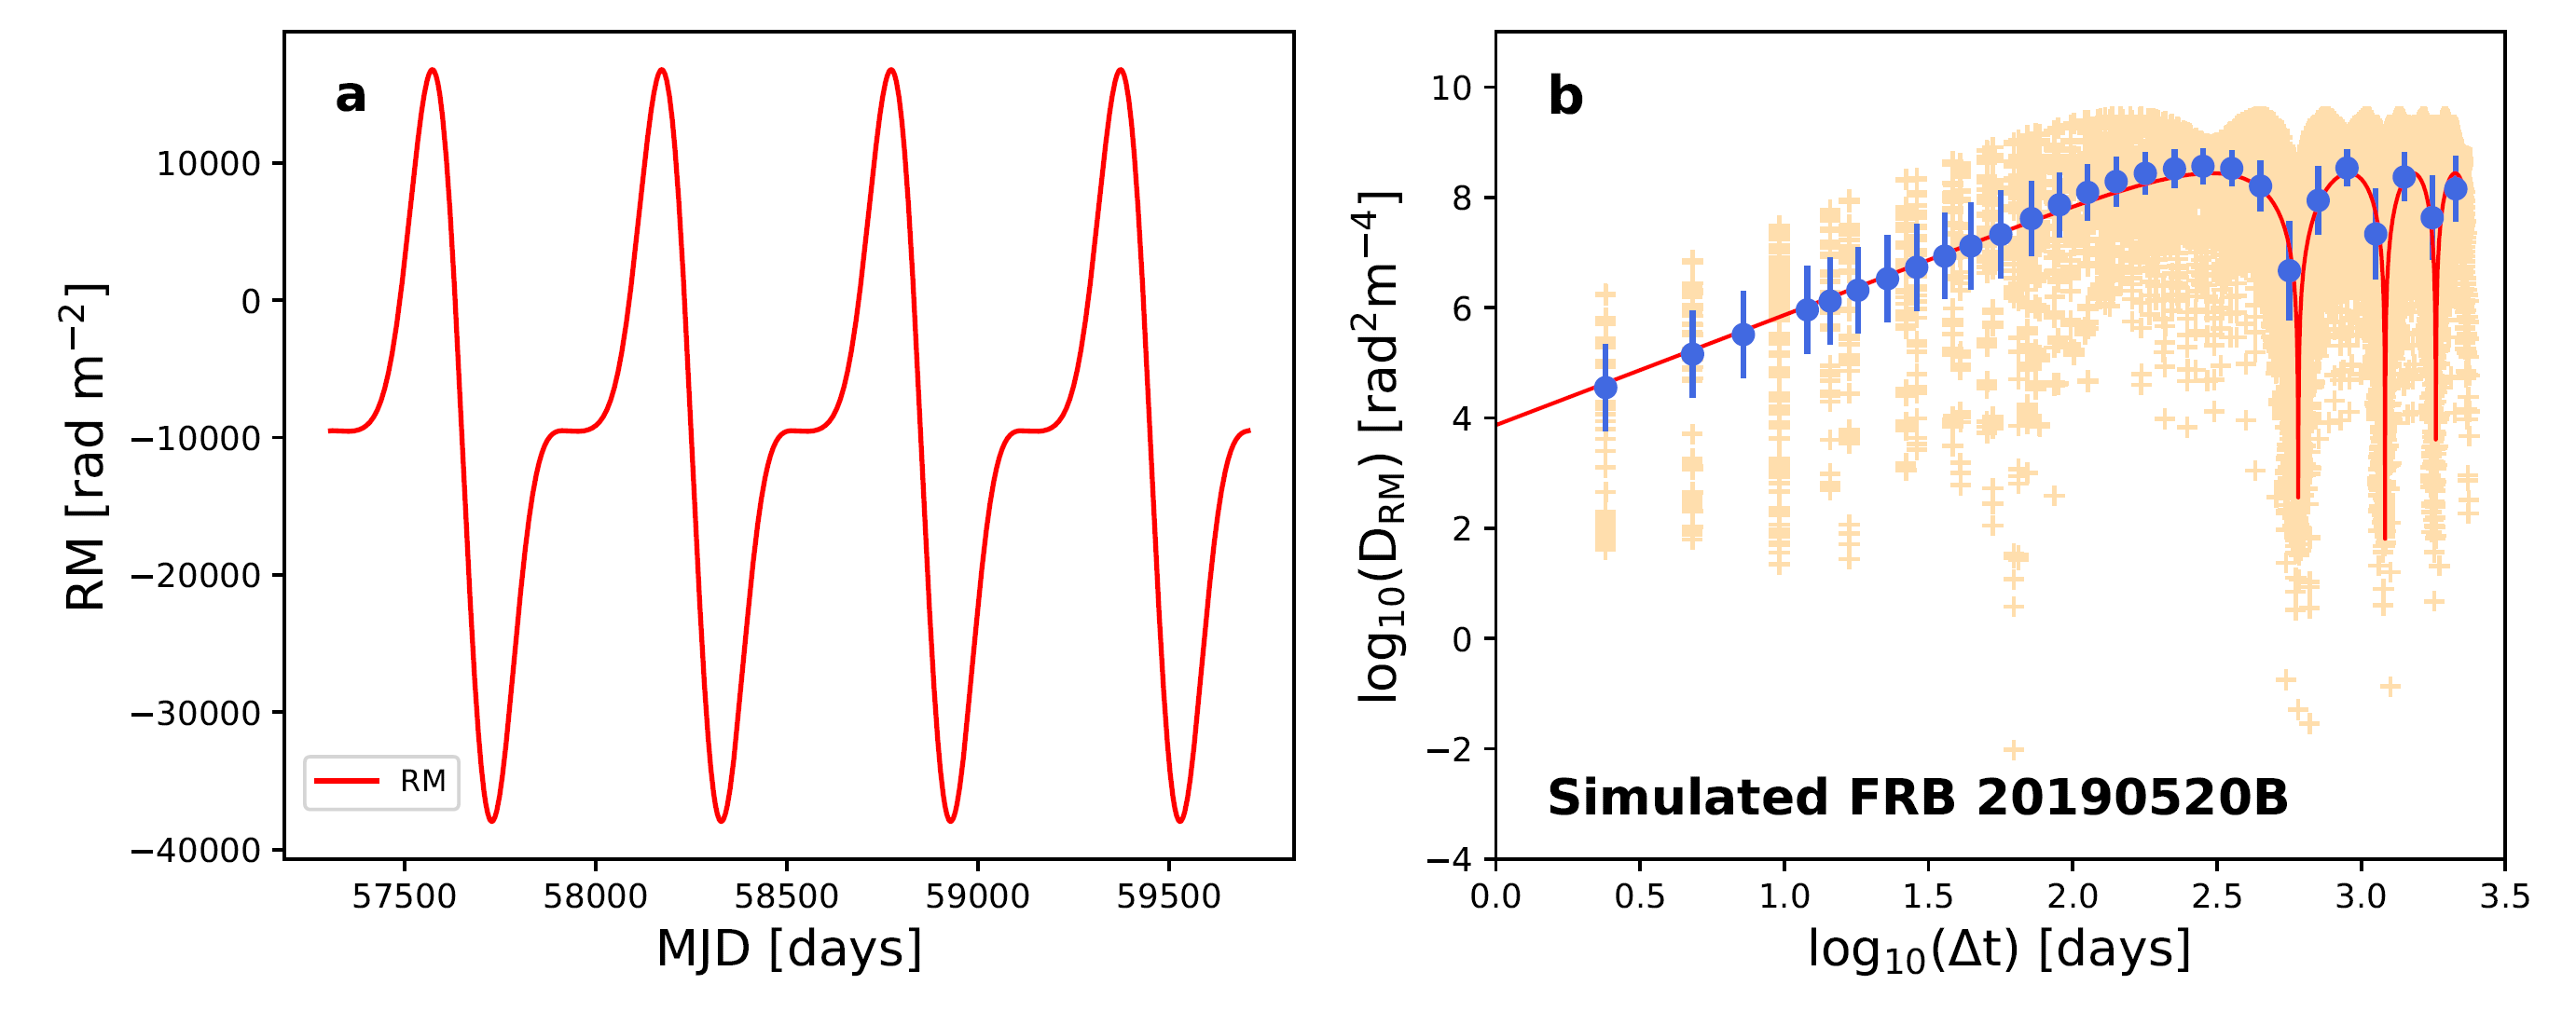 a
10000
0
−10000
−20000
−30000
−40000
RM [rad m⁻²]
RM
57500 58000 58500 59000 59500
MJD [days]
b
10
8
6
4
2
0
−2
−4
log₁₀(D_RM) [rad²m⁻⁴]
Simulated FRB 20190520B
0.0 0.5 1.0 1.5 2.0 2.5 3.0 3.5
log₁₀(Δt) [days]